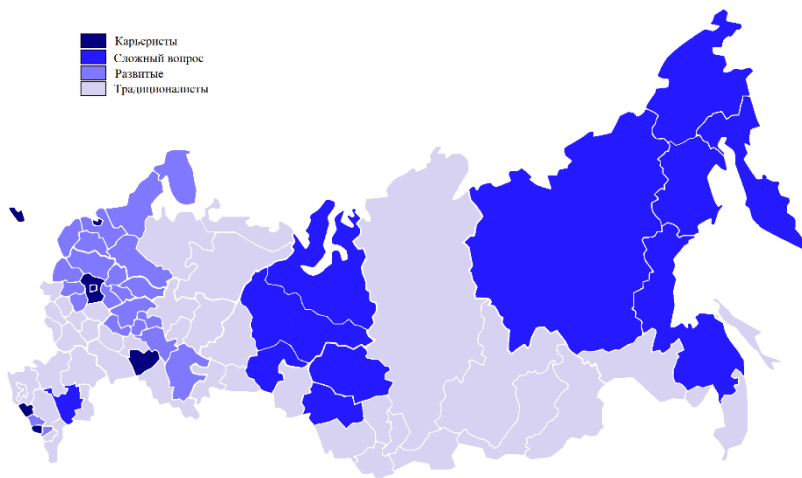 Карьеристы
Сложный вопрос
Развитые
Традиционалисты